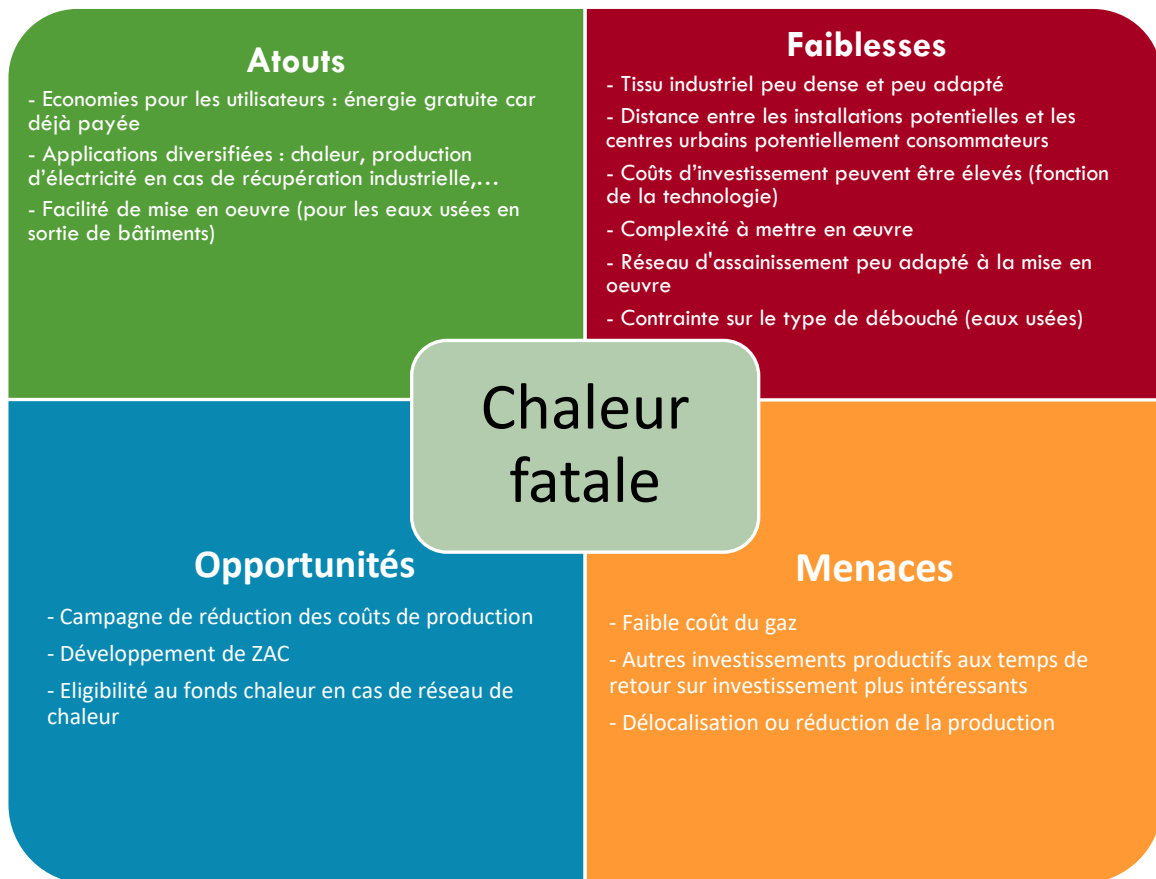 Atouts
- Economies pour les utilisateurs : énergie gratuite car
déjà payée
- Applications diversifiées : chaleur, production
d'électricité en cas de récupération industrielle,…
- Facilité de mise en oeuvre (pour les eaux usées en
sortie de bâtiments)
Faiblesses
- Tissu industriel peu dense et peu adapté
- Distance entre les installations potentielles et les
centres urbains potentiellement consommateurs
- Coûts d'investissement peuvent être élevés (fonction
de la technologie)
- Complexité à mettre en œuvre
- Réseau d'assainissement peu adapté à la mise en
oeuvre
- Contrainte sur le type de débouché (eaux usées)
Chaleur
fatale
Opportunités
- Campagne de réduction des coûts de production
- Développement de ZAC
- Eligibilité au fonds chaleur en cas de réseau de
chaleur
Menaces
- Faible coût du gaz
- Autres investissements productifs aux temps de
retour sur investissement plus intéressants
- Délocalisation ou réduction de la production